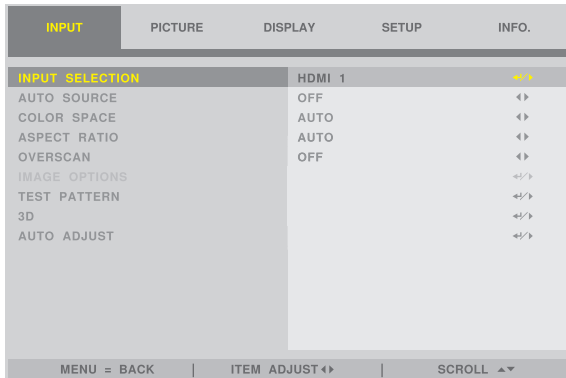 INPUT PICTURE DISPLAY SETUP INFO.
INPUT SELECTION HDMI 1
AUTO SOURCE OFF
COLOR SPACE AUTO
ASPECT RATIO AUTO
OVERSCAN OFF
IMAGE OPTIONS
TEST PATTERN
3D
AUTO ADJUST
MENU = BACK | ITEM ADJUST | SCROLL